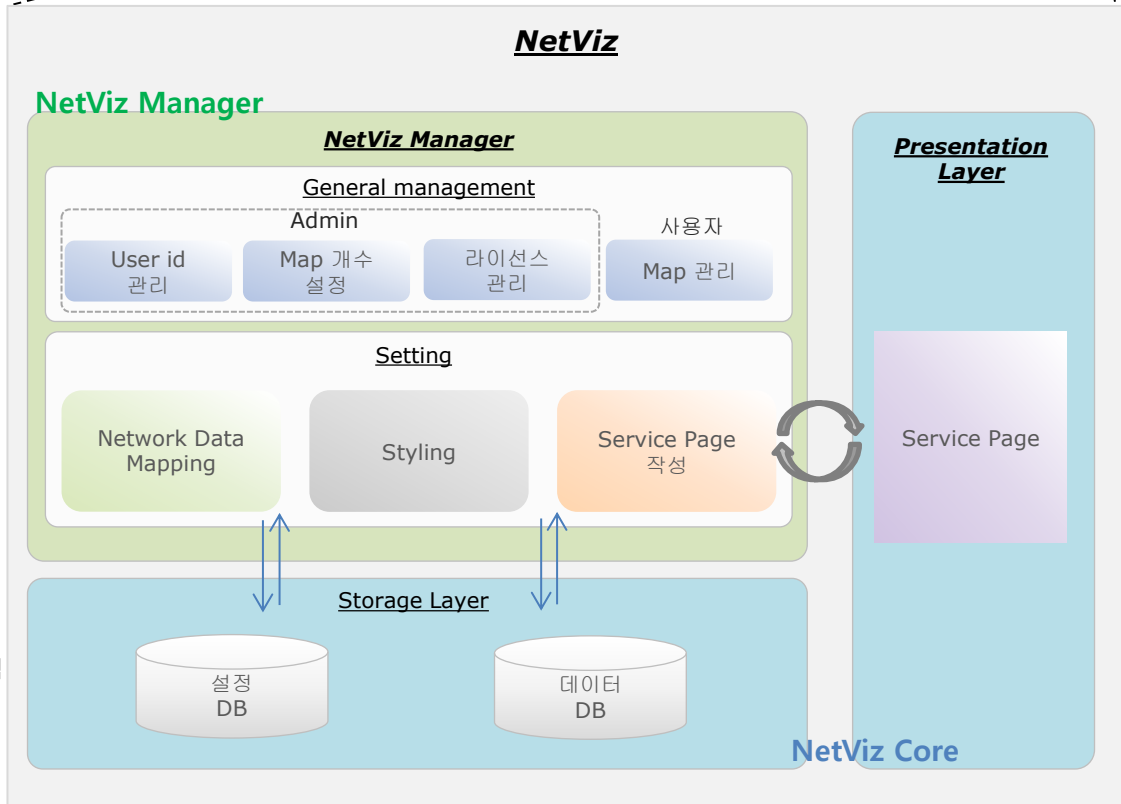 NetViz
NetViz Manager
NetViz Manager
General management
Admin
User id
관리
Map 개수
설정
라이선스
관리
사용자
Map 관리
Setting
Network Data
Mapping
Styling
Service Page
작성
Presentation
Layer
Service Page
Storage Layer
설정
DB
데이터
DB
NetViz Core